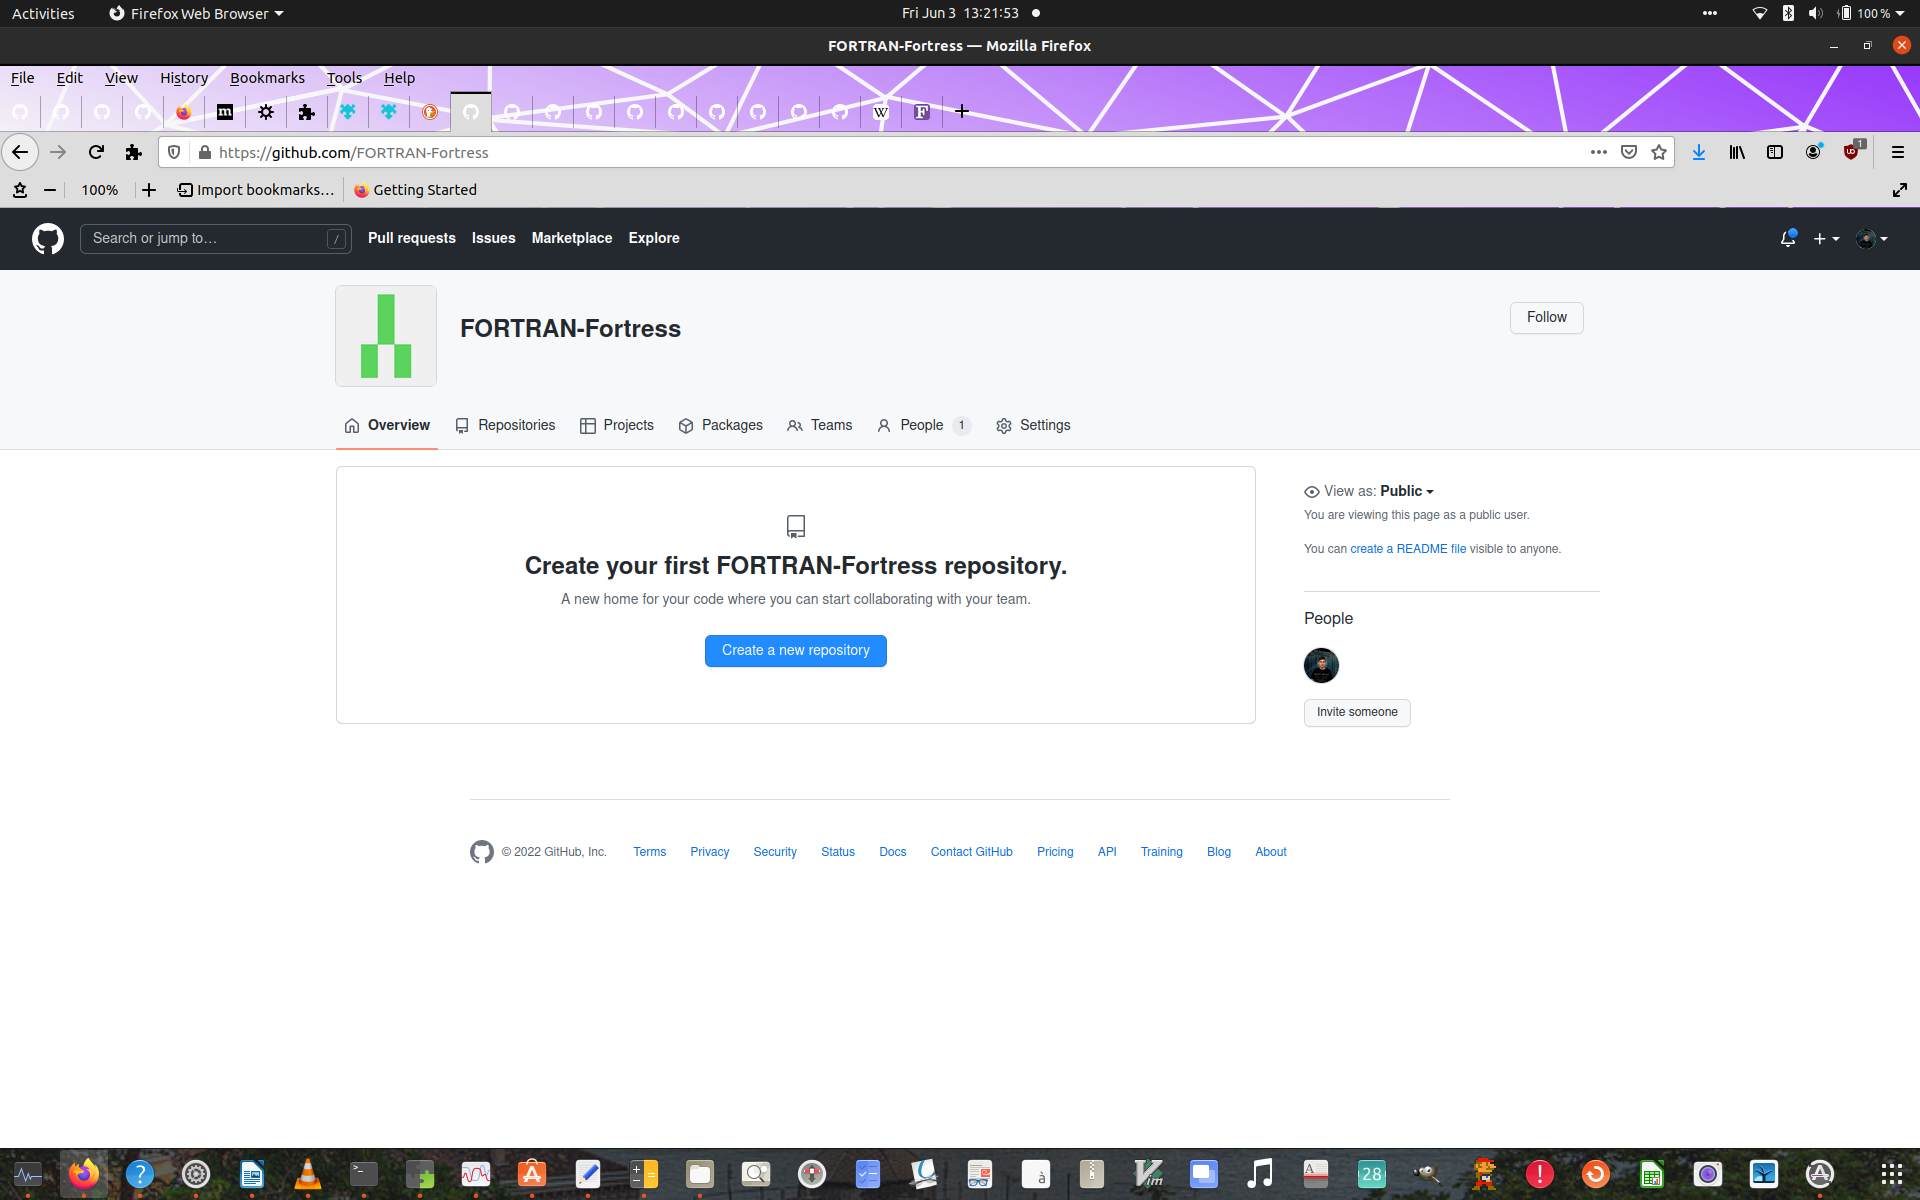 Activities Firefox Web Browser Fri Jun 3 13:21:53 100 %
FORTRAN-Fortress — Mozilla Firefox
File Edit View History Bookmarks Tools Help
m W F
https://github.com/FORTRAN-Fortress 1
100% Import bookmarks... Getting Started
Search or jump to... / Pull requests Issues Marketplace Explore
FORTRAN-Fortress
Follow
Overview Repositories Projects Packages Teams People 1 Settings
Create your first FORTRAN-Fortress repository.
A new home for your code where you can start collaborating with your team.
Create a new repository
View as: Public
You are viewing this page as a public user.
You can create a README file visible to anyone.
People
Invite someone
© 2022 GitHub, Inc. Terms Privacy Security Status Docs Contact GitHub Pricing API Training Blog About
? >_ A à Vim A 28 !